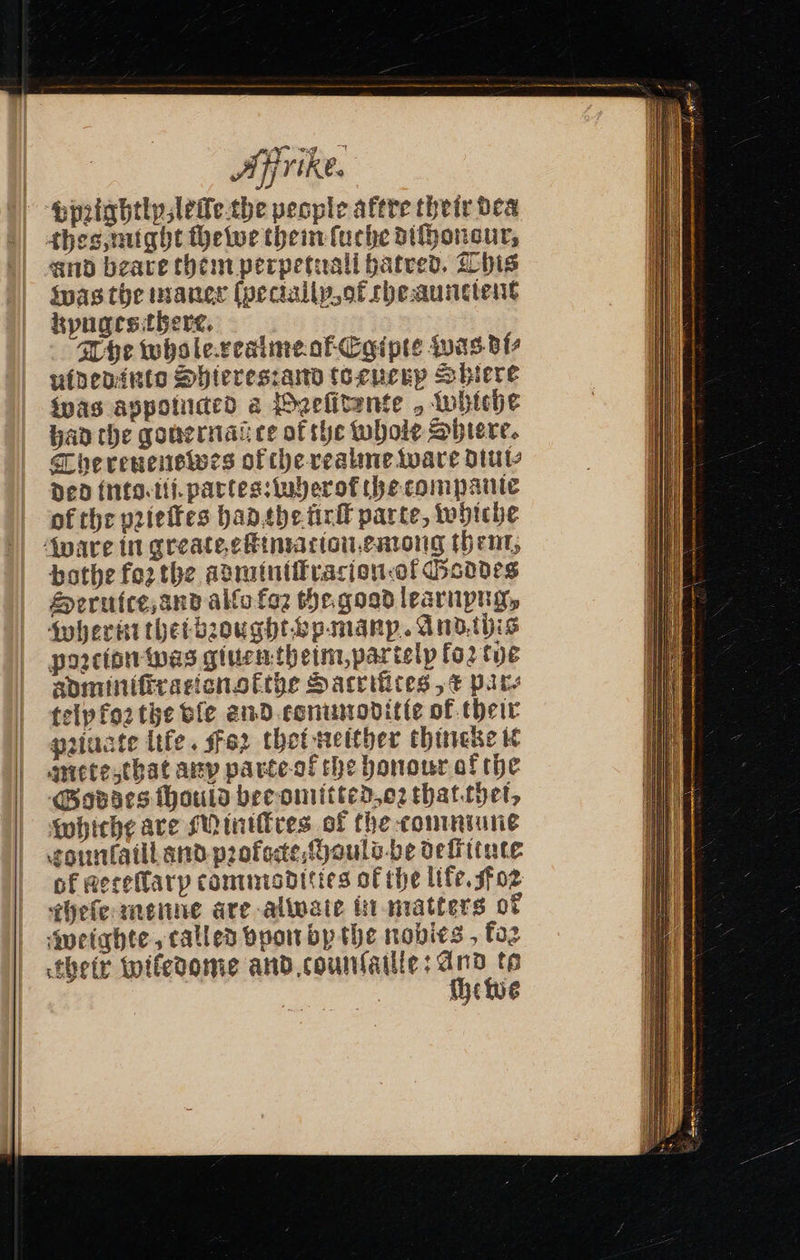 Affrike.
vprightly, leste the people aftre their dea
thes, might shewe them suche dishonour,
and beare them perpetuall hatred. This
was the maner specially, of the auncient
kynges there.
The whole realme of Egipte was di-
uided into Shieres: and to euery Shiere
was appoincted a Presidente, whiche
had the gouernaūce of the whole Shiere.
The reuenewes of the realme ware diui-
ded into. iii. partes: wherof the companie
of the priestes had the first parte, whiche
ware in greate estimacion emong them,
bothe for the administracion of Goddes
Seruice, and also for the good learnyng,
wherin thei brought vp many. And this
porcion was giuen theim, partely for the
administracion of the Sacrifices, & par-
tely for the vse and commoditie of their
priuate life. For thei neither thincke it
mete, that any parte of the honour of the
Goddes should bee omitted, or that thei,
whiche are Ministres of the commune
counsaill and profecte, should be destitute
of necessary commodities of the life. For
these menne are alwaie in matters of
weighte, called vpon by the nobles, for
their wisedome and counsaille: And to
shewe